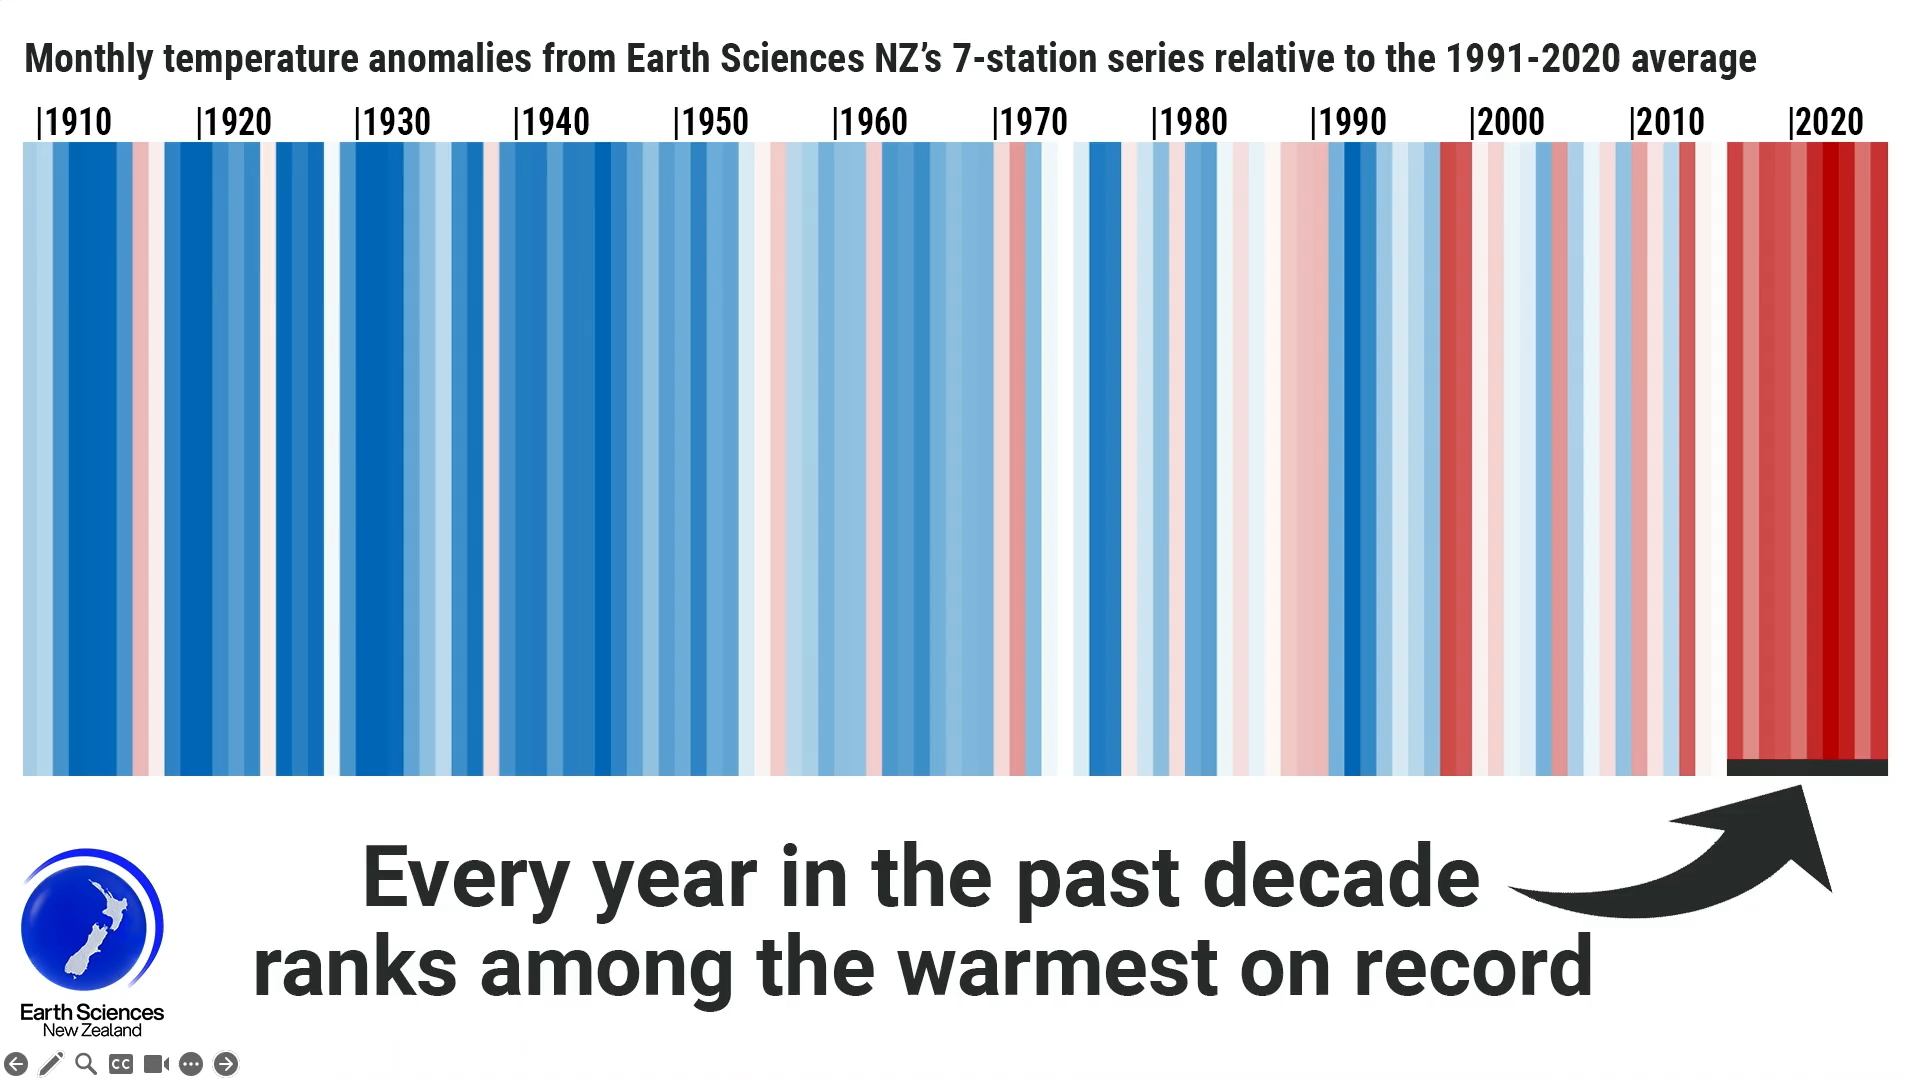 Monthly temperature anomalies from Earth Sciences NZ’s 7-station series relative to the 1991-2020 average
|1910 |1920 |1930 |1940 |1950 |1960 |1970 |1980 |1990 |2000 |2010 |2020
Every year in the past decade
ranks among the warmest on record
Earth Sciences
New Zealand
CC